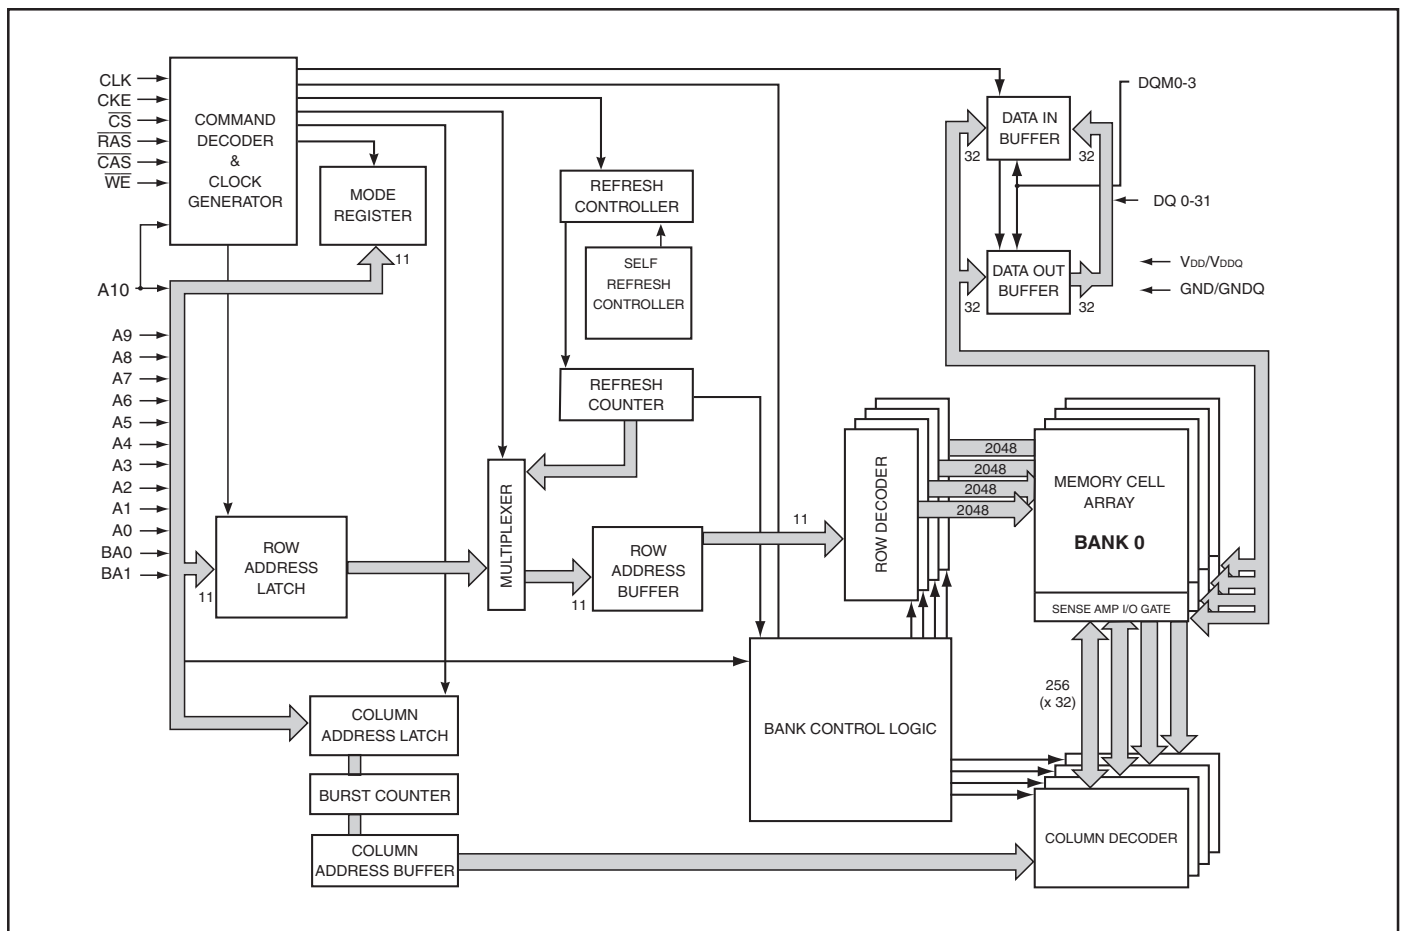 CLK
CKE
CS
RAS
CAS
WE
A10
A9
A8
A7
A6
A5
A4
A3
A2
A1
A0
BA0
BA1
COMMAND
DECODER
&
CLOCK
GENERATOR
MODE
REGISTER
11
REFRESH
CONTROLLER
SELF
REFRESH
CONTROLLER
REFRESH
COUNTER
DATA IN
BUFFER
32
32
DQM0-3
DQ 0-31
DATA OUT
BUFFER
32
32
VDD/VDDQ
GND/GNDQ
ROW
ADDRESS
LATCH
11
MULTIPLEXER
11
ROW
ADDRESS
BUFFER
11
ROW DECODER
2048
2048
2048
2048
MEMORY CELL
ARRAY
BANK 0
SENSE AMP I/O GATE
256
(x 32)
BANK CONTROL LOGIC
COLUMN
ADDRESS LATCH
BURST COUNTER
COLUMN
ADDRESS BUFFER
COLUMN DECODER